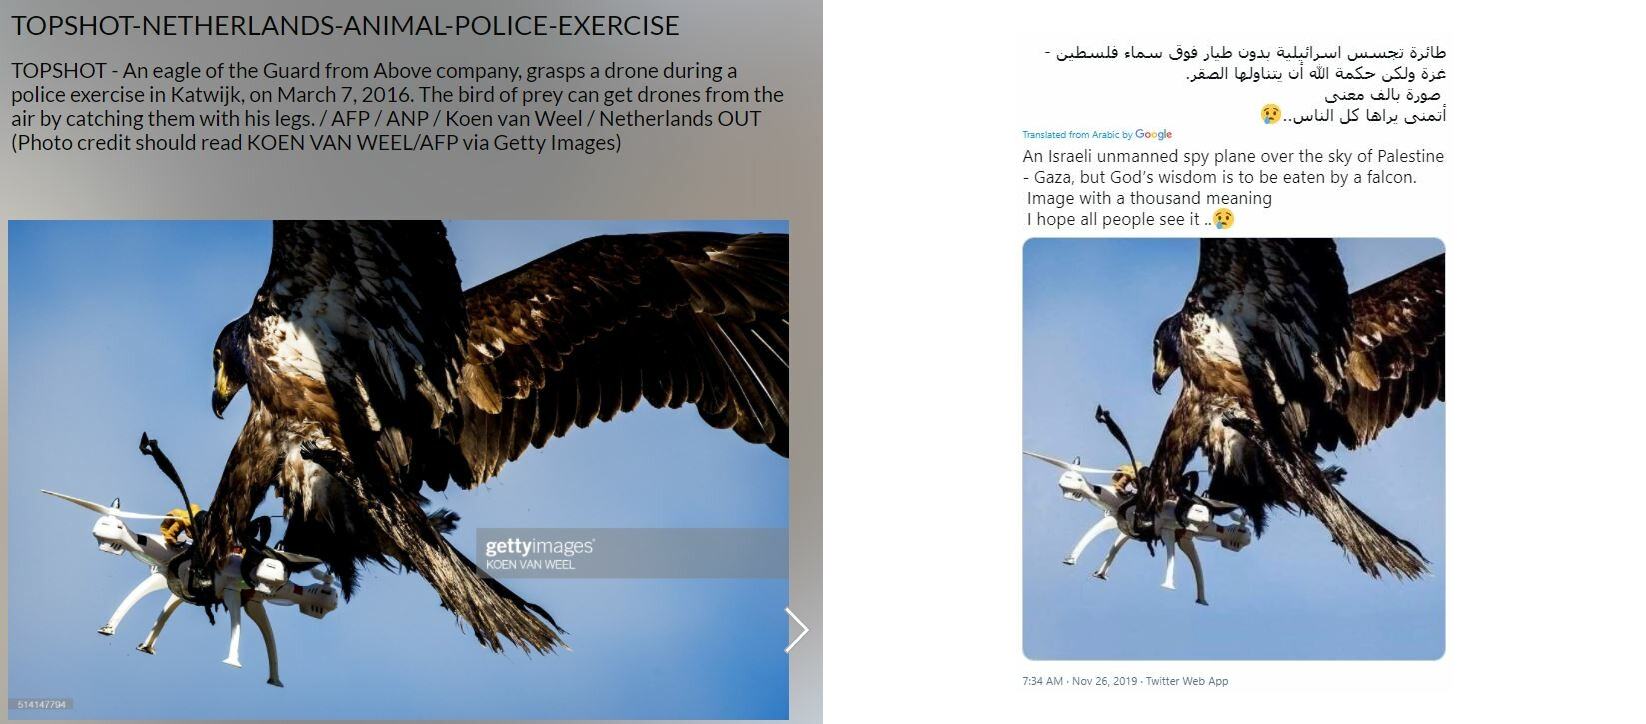 TOPSHOT-NETHERLANDS-ANIMAL-POLICE-EXERCISE
TOPSHOT - An eagle of the Guard from Above company, grasps a drone during a
police exercise in Katwijk, on March 7, 2016. The bird of prey can get drones from the
air by catching them with his legs. / AFP / ANP / Koen van Weel / Netherlands OUT
(Photo credit should read KOEN VAN WEEL/AFP via Getty Images)
gettyimages®
KOEN VAN WEEL
514147794
طائرة تجسس اسرائيلية بدون طيار فوق سماء فلسطين -
غزة ولكن حكمة الله أن يتناولها الصقر.
صورة بالف معنى
أتمنى يراها كل الناس..😢
Translated from Arabic by Google
An Israeli unmanned spy plane over the sky of Palestine
- Gaza, but God’s wisdom is to be eaten by a falcon.
Image with a thousand meaning
I hope all people see it ..😢
7:34 AM · Nov 26, 2019 · Twitter Web App